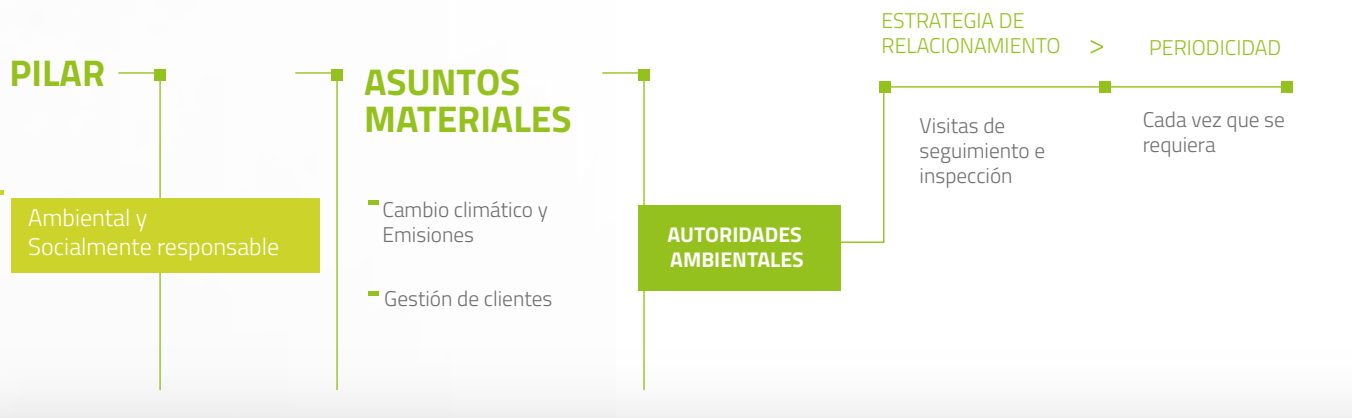 PILAR
Ambiental y
Socialmente responsable
ASUNTOS
MATERIALES
Cambio climático y
Emisiones
Gestión de clientes
AUTORIDADES
AMBIENTALES
ESTRATEGIA DE
RELACIONAMIENTO >
PERIODICIDAD
Visitas de
seguimiento e
inspección
Cada vez que se
requiera